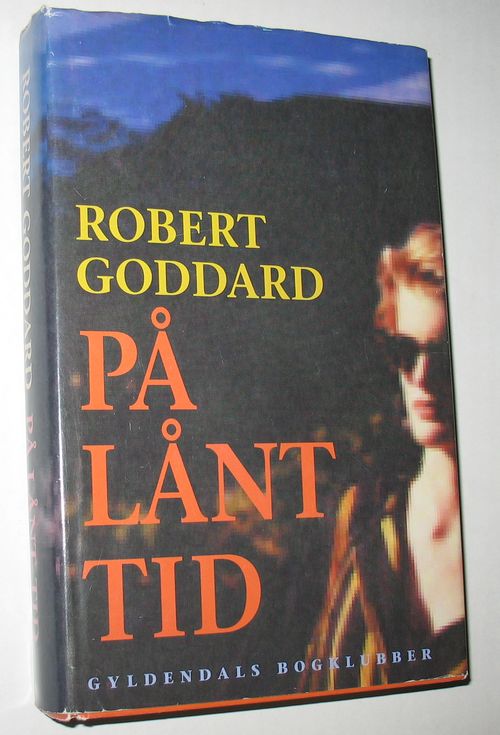 ROBERT
GODDARD
PÅ
LÅNT
TID
GYLDENDALS BOGKLUBBER
ROBERT GODDARD PÅ LÅNT TID